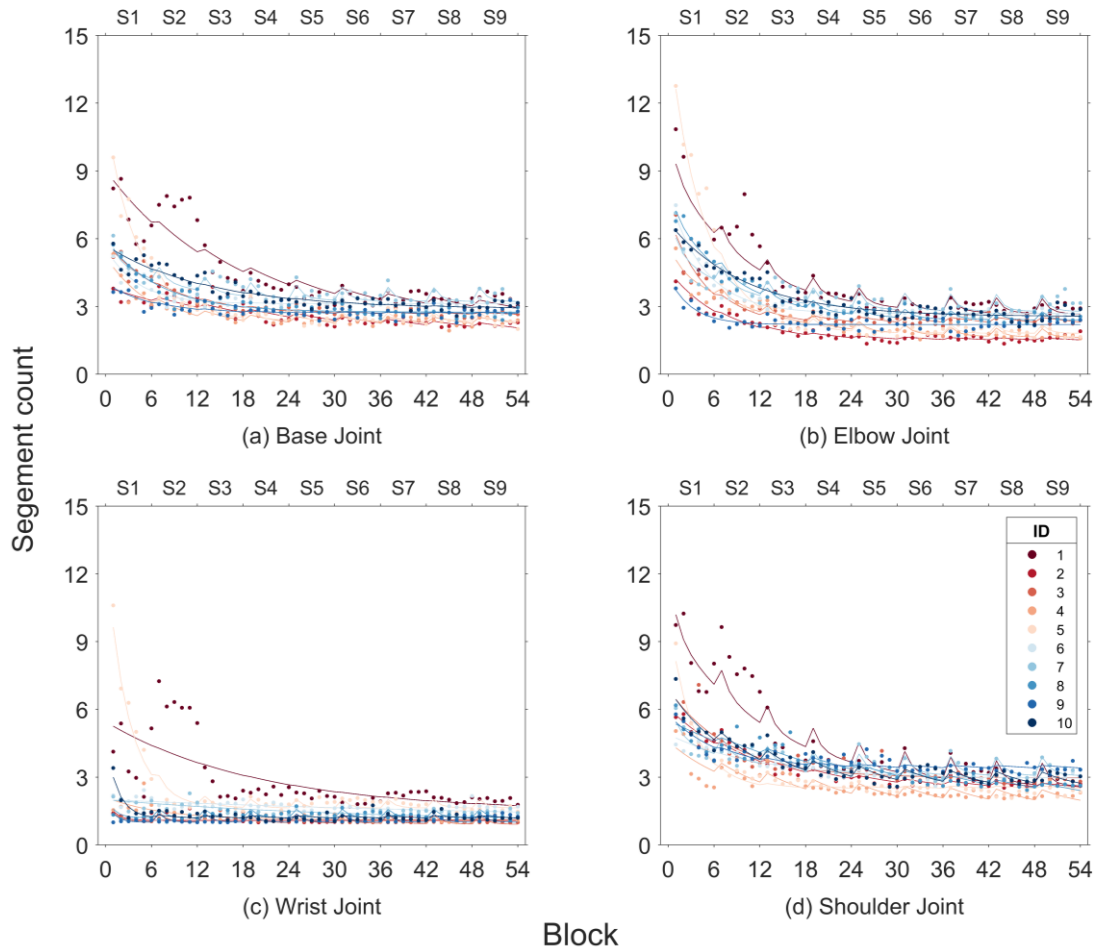 S1 S2 S3 S4 S5 S6 S7 S8 S9
15
12
9
6
3
0
0 6 12 18 24 30 36 42 48 54
(a) Base Joint
S1 S2 S3 S4 S5 S6 S7 S8 S9
15
12
9
6
3
0
0 6 12 18 24 30 36 42 48 54
(b) Elbow Joint
Segement count
S1 S2 S3 S4 S5 S6 S7 S8 S9
15
12
9
6
3
0
0 6 12 18 24 30 36 42 48 54
(c) Wrist Joint
S1 S2 S3 S4 S5 S6 S7 S8 S9
15
12
9
6
3
0
ID
1
2
3
4
5
6
7
8
9
10
0 6 12 18 24 30 36 42 48 54
(d) Shoulder Joint
Block